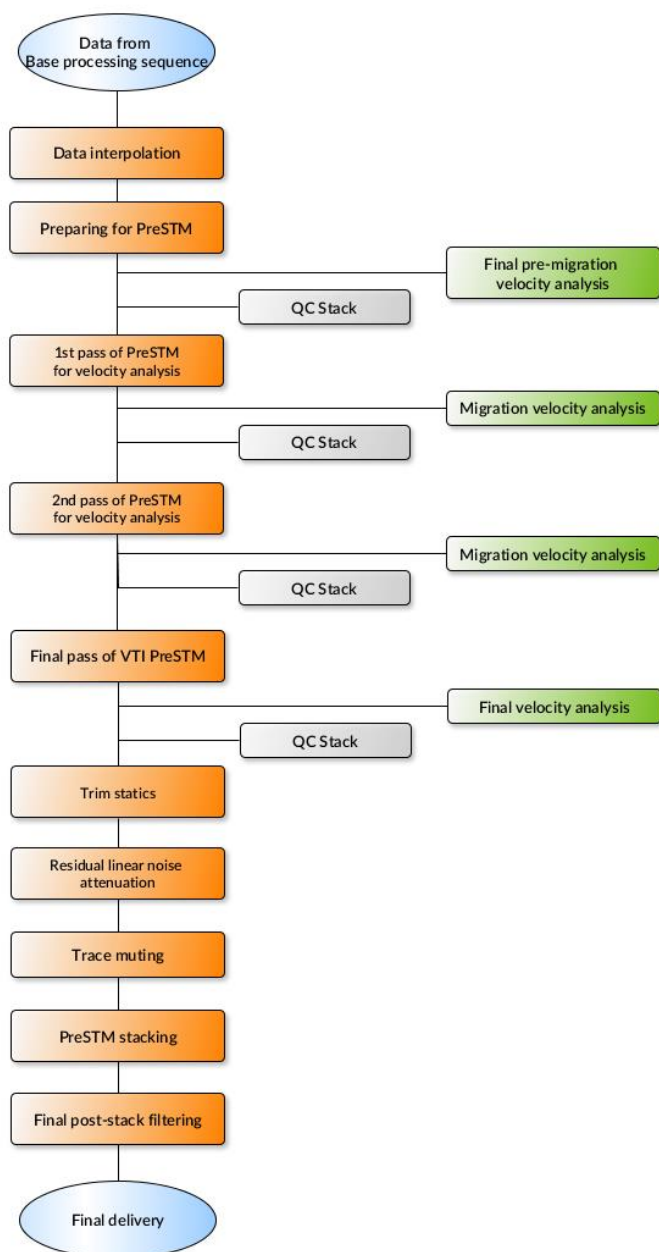 Data from
Base processing sequence
Data interpolation
Preparing for PreSTM
Final pre-migration
velocity analysis
QC Stack
1st pass of PreSTM
for velocity analysis
Migration velocity analysis
QC Stack
2nd pass of PreSTM
for velocity analysis
Migration velocity analysis
QC Stack
Final pass of VTI PreSTM
Final velocity analysis
QC Stack
Trim statics
Residual linear noise
attenuation
Trace muting
PreSTM stacking
Final post-stack filtering
Final delivery